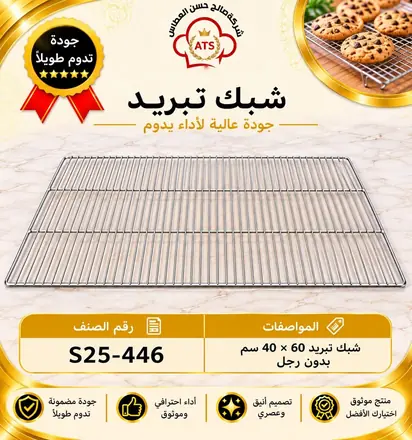 شركة صالح حسن العطاس
ATS
جودة
تدوم طويلاً
شبك تبريد
جودة عالية لأداء يدوم
المواصفات
شبك تبريد 60 × 40 سم
بدون رجل
رقم الصنف
S25-446
منتج موثوق
اختيارك الأفضل
تصميم أنيق
وعصري
أداء احترافي
وموثوق
جودة مضمونة
تدوم طويلاً